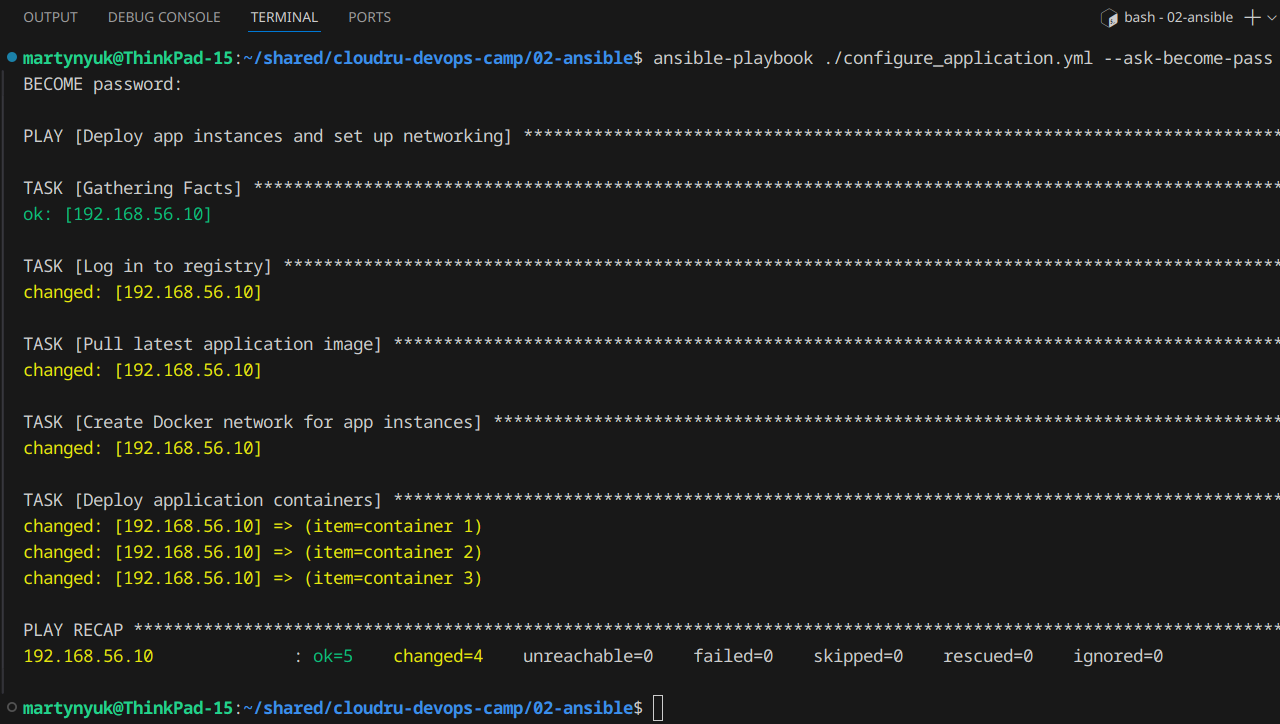 OUTPUT DEBUG CONSOLE TERMINAL PORTS bash - 02-ansible
martynyuk@ThinkPad-15:~/shared/cloudru-devops-camp/02-ansible$ ansible-playbook ./configure_application.yml --ask-become-pass
BECOME password:
PLAY [Deploy app instances and set up networking] ****************************************************************************
TASK [Gathering Facts] *******************************************************************************************************
ok: [192.168.56.10]
TASK [Log in to registry] ****************************************************************************************************
changed: [192.168.56.10]
TASK [Pull latest application image] *****************************************************************************************
changed: [192.168.56.10]
TASK [Create Docker network for app instances] *******************************************************************************
changed: [192.168.56.10]
TASK [Deploy application containers] *****************************************************************************************
changed: [192.168.56.10] => (item=container 1)
changed: [192.168.56.10] => (item=container 2)
changed: [192.168.56.10] => (item=container 3)
PLAY RECAP *******************************************************************************************************************
192.168.56.10 : ok=5 changed=4 unreachable=0 failed=0 skipped=0 rescued=0 ignored=0
martynyuk@ThinkPad-15:~/shared/cloudru-devops-camp/02-ansible$